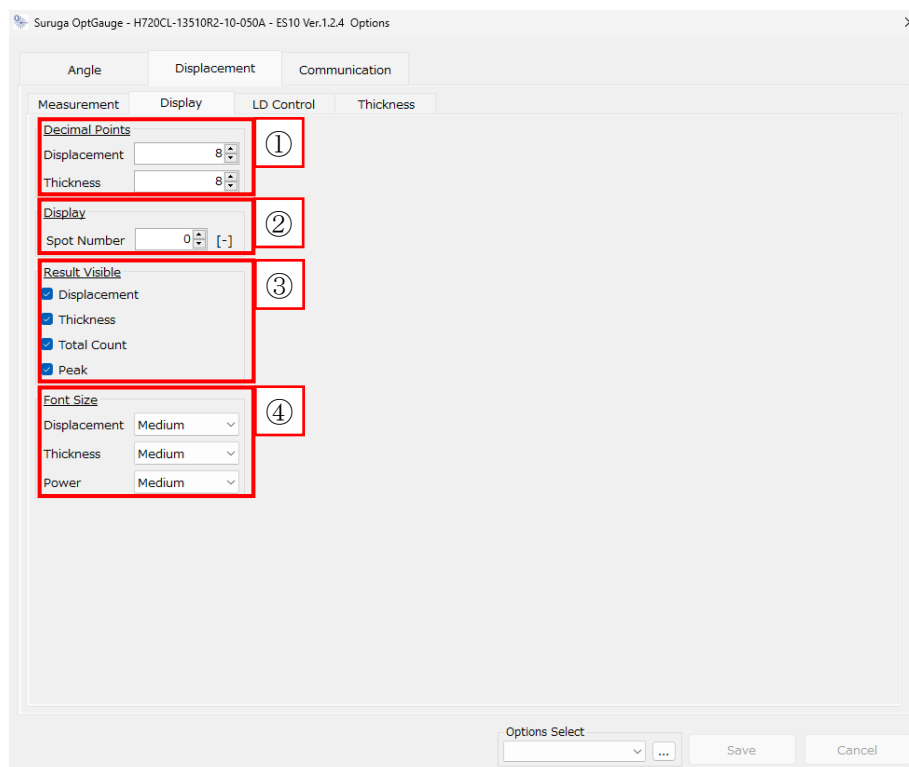 Suruga OptGauge - H720CL-13510R2-10-050A - ES10 Ver.1.2.4 Options
Angle Displacement Communication
Measurement Display LD Control Thickness
Decimal Points
①
Displacement 8
Thickness 8
Display
②
Spot Number 0 [-]
Result Visible
③
Displacement
Thickness
Total Count
Peak
Font Size
④
Displacement Medium
Thickness Medium
Power Medium
Options Select
... Save Cancel